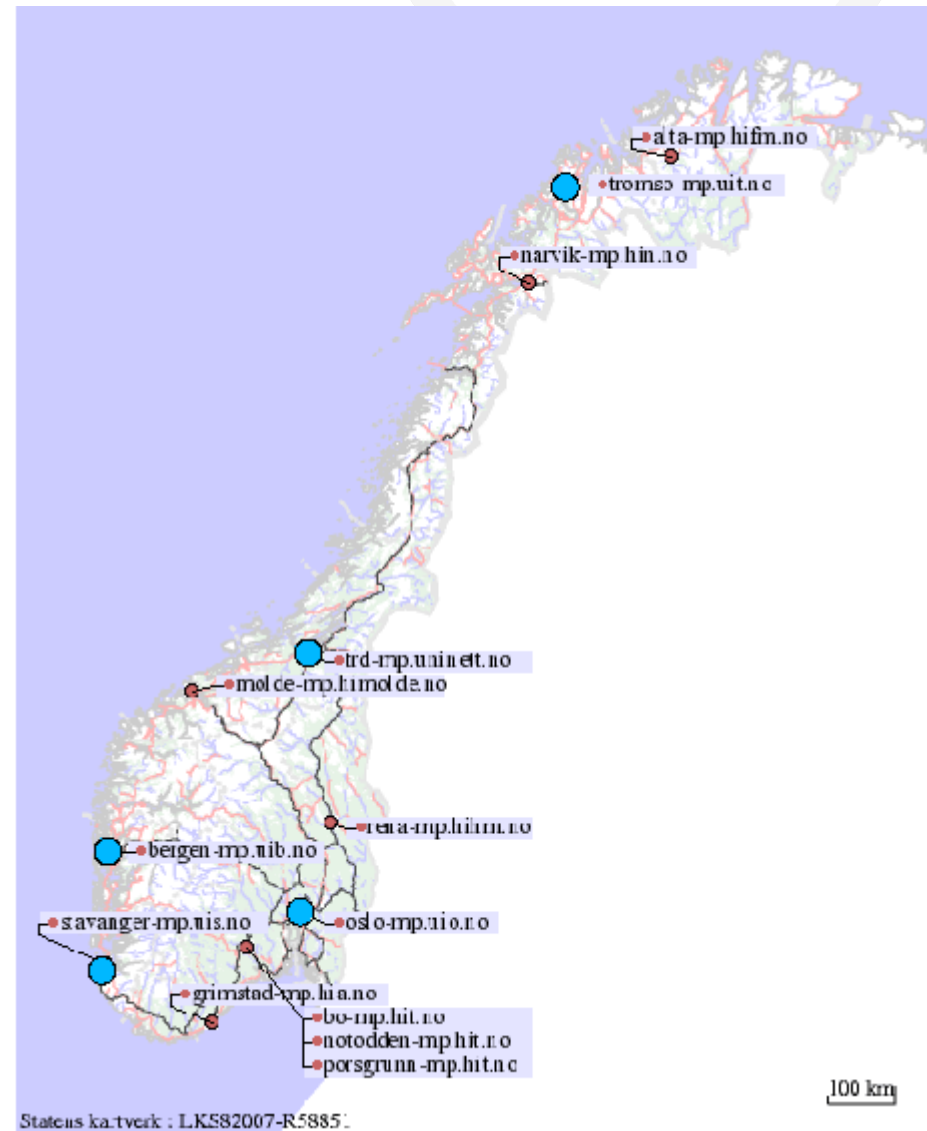 alta-mp.hifm.no
tromso-mp.uit.no
narvik-mp.hin.no
trd-mp.uninett.no
molde-mp.himolde.no
rena-mp.hihm.no
bergen-mp.uib.no
stavanger-mp.uis.no
oslo-mp.uio.no
grimstad-mp.hia.no
bo-mp.hit.no
notodden-mp.hit.no
porsgrunn-mp.hit.no
100 km
Statens kartverk : LKS82007-R5885